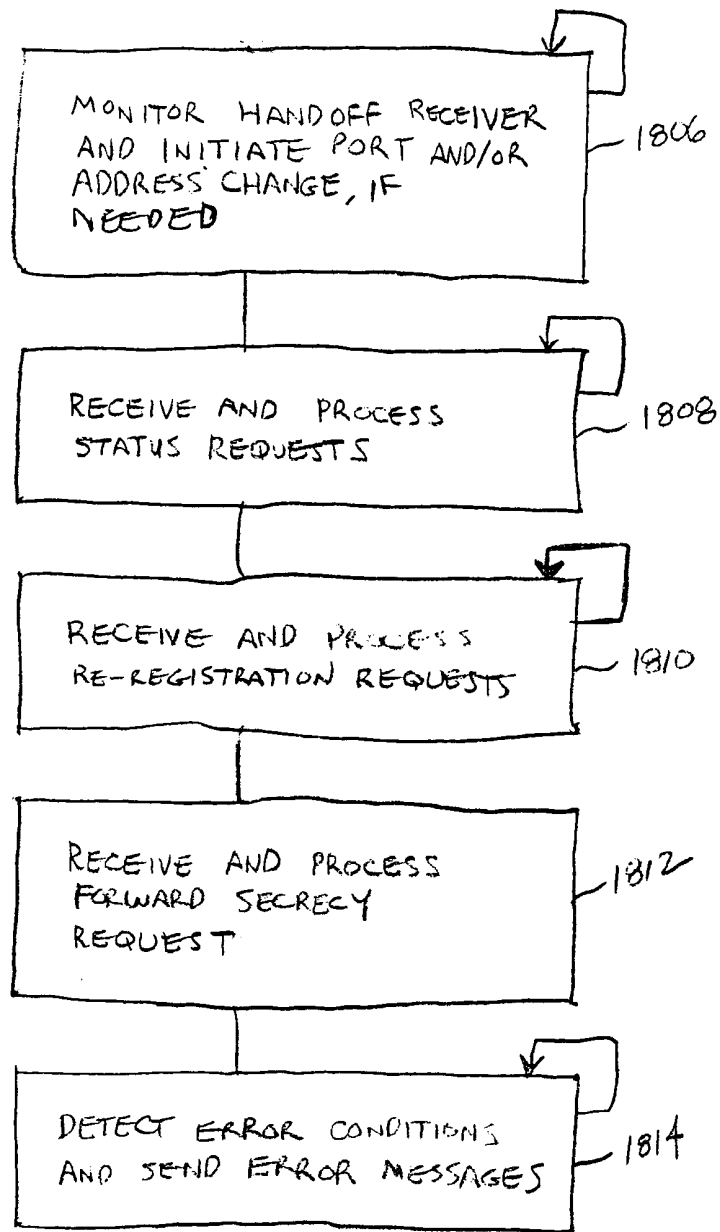 MONITOR HANDOFF RECEIVER
AND INITIATE PORT AND/OR
ADDRESS CHANGE, IF
NEEDED
1806
RECEIVE AND PROCESS
STATUS REQUESTS
1808
RECEIVE AND PROCESS
RE-REGISTRATION REQUESTS
1810
RECEIVE AND PROCESS
FORWARD SECRECY
REQUEST
1812
DETECT ERROR CONDITIONS
AND SEND ERROR MESSAGES
1814